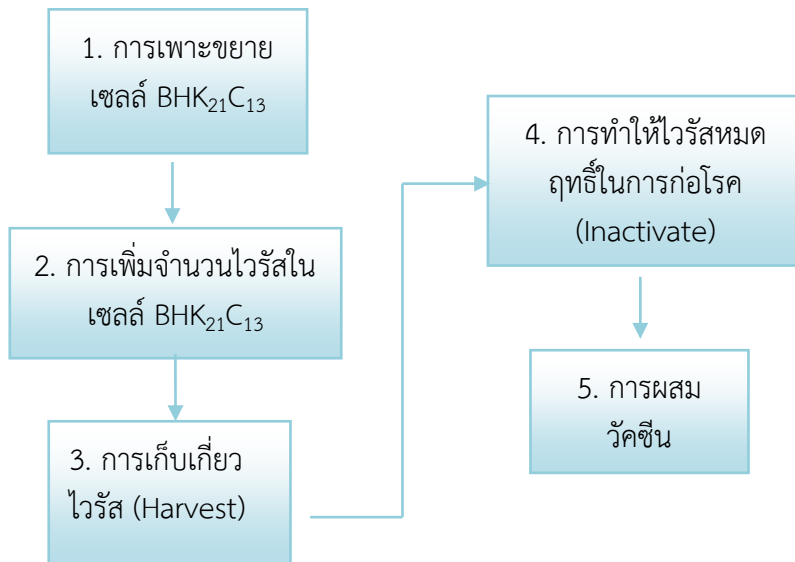 1. การเพาะขยาย
เซลล์ BHK₂₁C₁₃
2. การเพิ่มจำนวนไวรัสใน
เซลล์ BHK₂₁C₁₃
3. การเก็บเกี่ยว
ไวรัส (Harvest)
4. การทำให้ไวรัสหมด
ฤทธิ์ในการก่อโรค
(Inactivate)
5. การผสม
วัคซีน